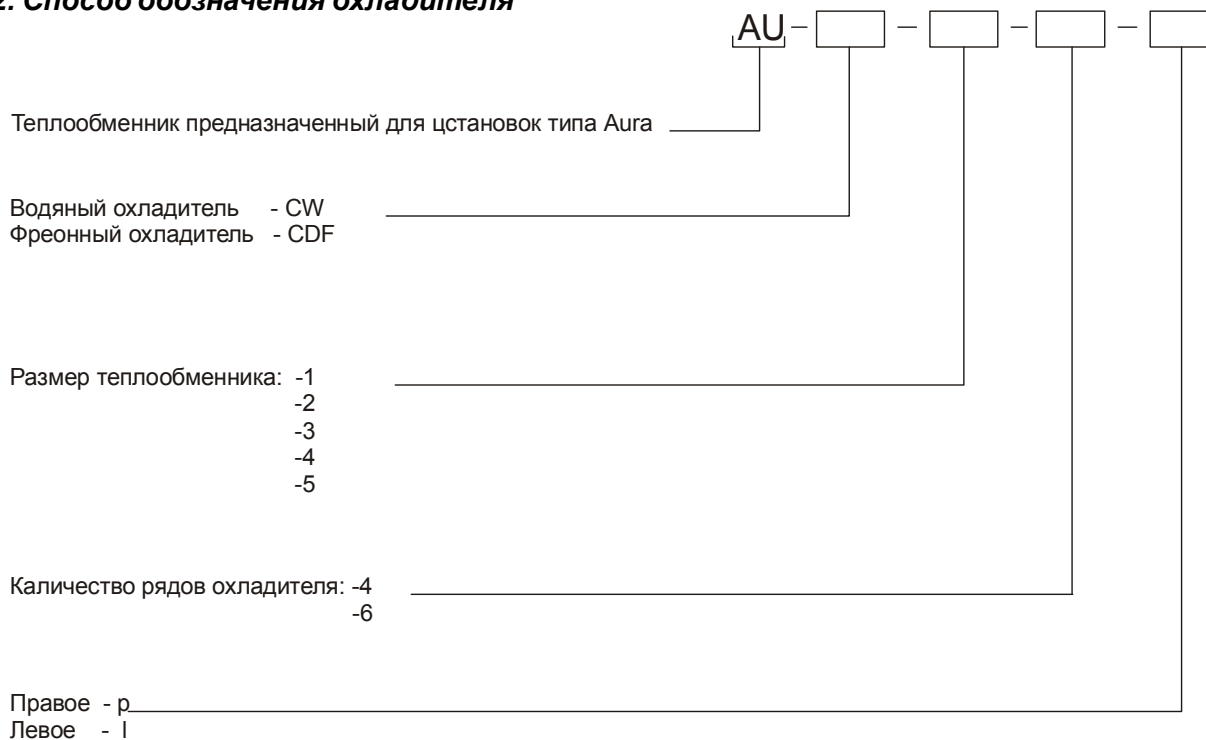 2. Способ обозначения охладителя
AU - - - -
Теплообменник предназначенный для цстановок типа Aura
Водяный охладитель - CW
Фреонный охладитель - CDF
Размер теплообменника: -1
-2
-3
-4
-5
Каличество рядов охладителя: -4
-6
Правое - р
Левое - l